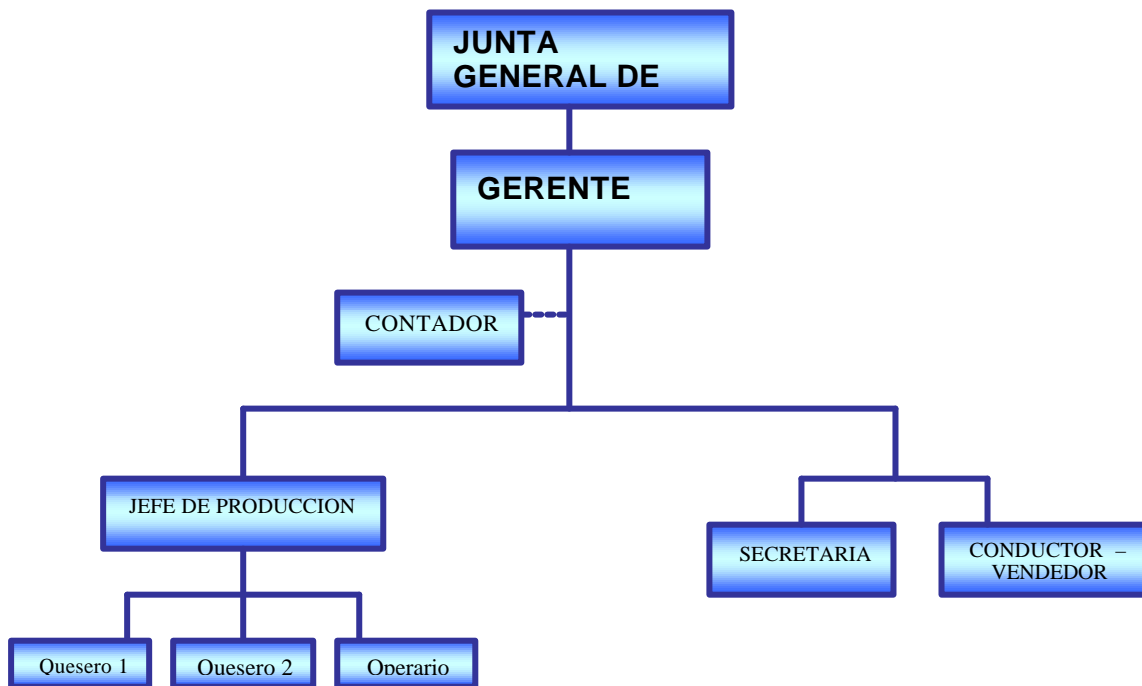 JUNTA
GENERAL DE
GERENTE
CONTADOR
JEFE DE PRODUCCION
SECRETARIA
CONDUCTOR –
VENDEDOR
Quesero 1
Quesero 2
Operario